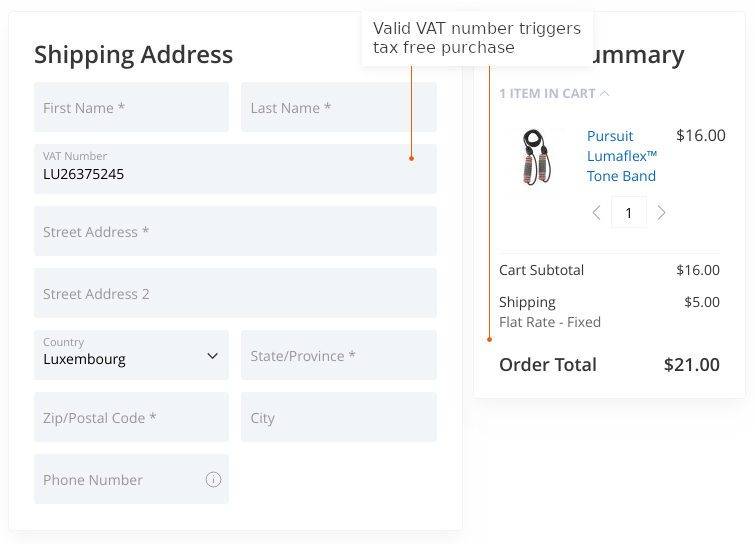 Valid VAT number triggers
tax free purchase
Shipping Address
First Name *
Last Name *
VAT Number
LU26375245
Street Address *
Street Address 2
Country
Luxembourg
State/Province *
Zip/Postal Code *
City
Phone Number
ummary
1 ITEM IN CART
Pursuit
Lumaflex™
Tone Band
$16.00
1
Cart Subtotal
$16.00
Shipping
$5.00
Flat Rate - Fixed
Order Total
$21.00